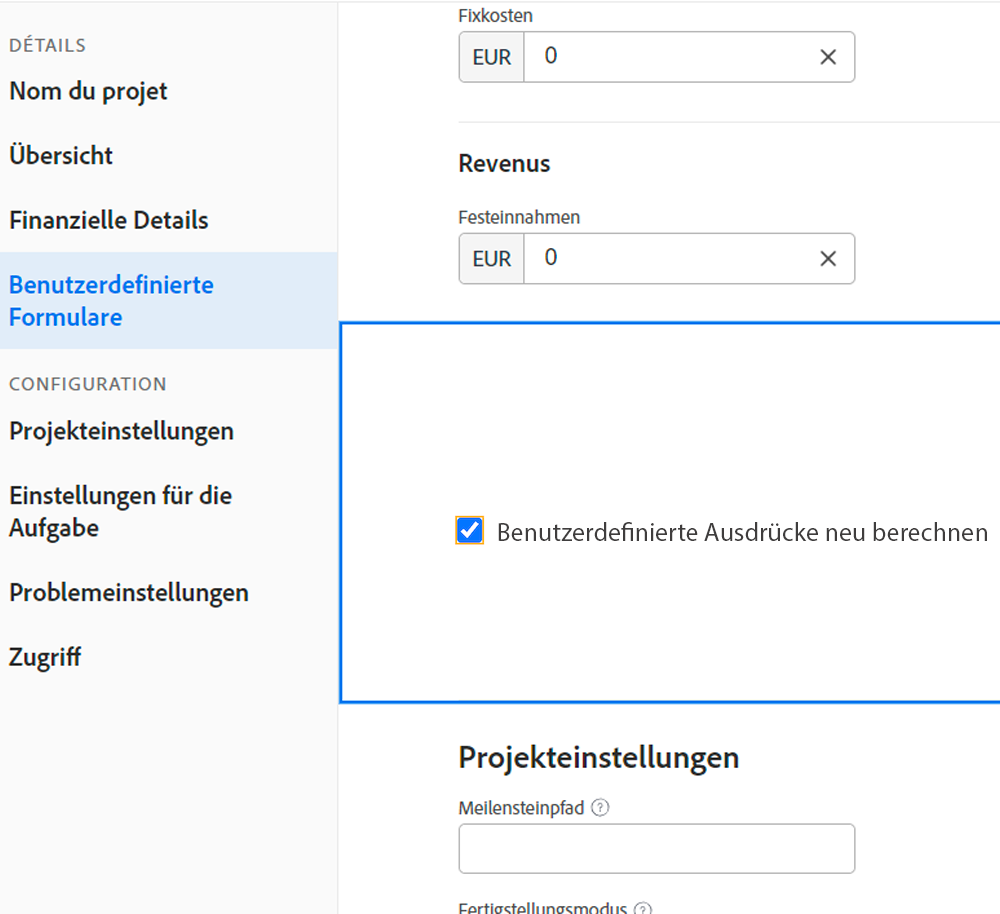 DÉTAILS
Nom du projet
Übersicht
Finanzielle Details
Benutzerdefinierte
Formulare
CONFIGURATION
Projekteinstellungen
Einstellungen für die
Aufgabe
Problemeinstellungen
Zugriff
Fixkosten
EUR 0
Revenus
Festeinnahmen
EUR 0
Benutzerdefinierte Ausdrücke neu berechnen
Projekteinstellungen
Meilensteinpfad
Fertigstellungsmodus